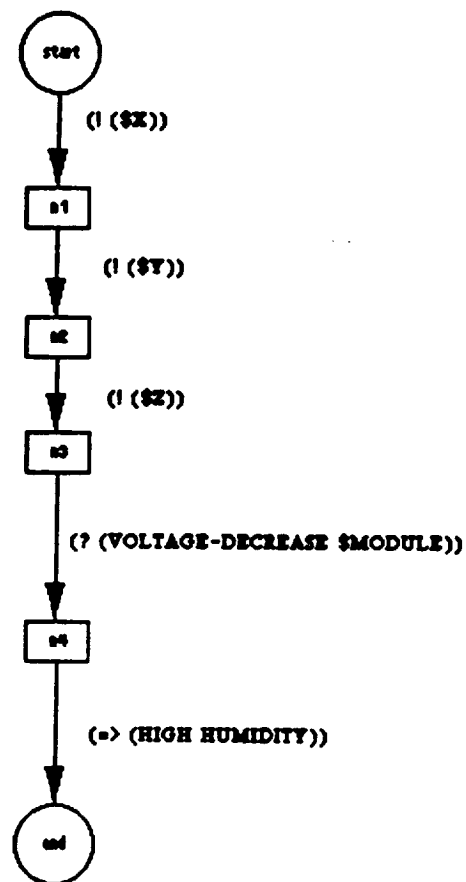 start
(! ($X))
n1
(! ($Y))
n2
(! ($Z))
n3
(? (VOLTAGE-DECREASE $MODULE))
n4
(=> (HIGH HUMIDITY))
end